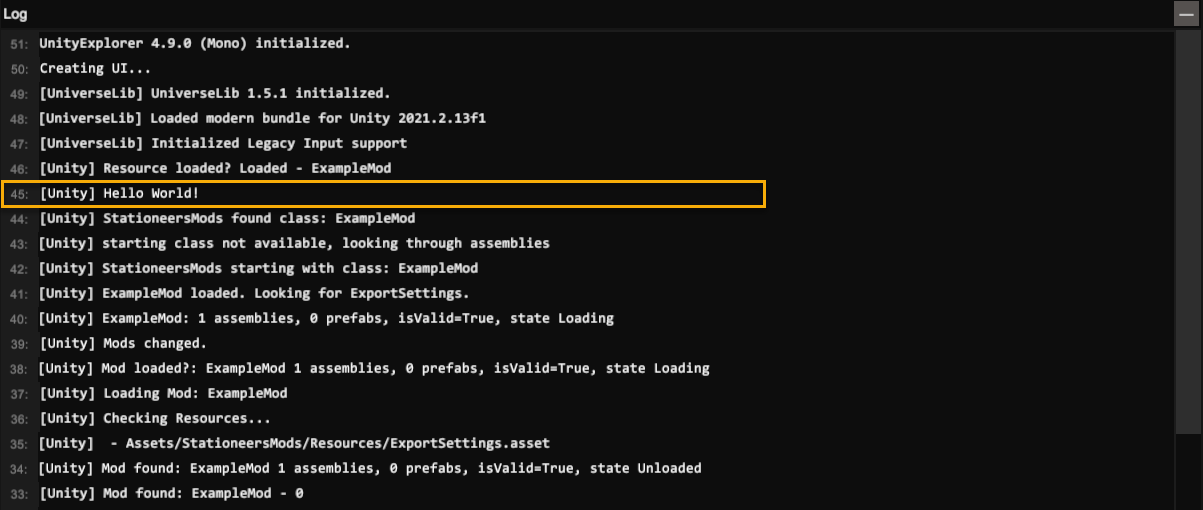 Log
51: UnityExplorer 4.9.0 (Mono) initialized.
50: Creating UI...
49: [UniverseLib] UniverseLib 1.5.1 initialized.
48: [UniverseLib] Loaded modern bundle for Unity 2021.2.13f1
47: [UniverseLib] Initialized Legacy Input support
46: [Unity] Resource loaded? Loaded - ExampleMod
45: [Unity] Hello World!
44: [Unity] StationeersMods found class: ExampleMod
43: [Unity] starting class not available, looking through assemblies
42: [Unity] StationeersMods starting with class: ExampleMod
41: [Unity] ExampleMod loaded. Looking for ExportSettings.
40: [Unity] ExampleMod: 1 assemblies, 0 prefabs, isValid=True, state Loading
39: [Unity] Mods changed.
38: [Unity] Mod loaded?: ExampleMod 1 assemblies, 0 prefabs, isValid=True, state Loading
37: [Unity] Loading Mod: ExampleMod
36: [Unity] Checking Resources...
35: [Unity]  - Assets/StationeersMods/Resources/ExportSettings.asset
34: [Unity] Mod found: ExampleMod 1 assemblies, 0 prefabs, isValid=True, state Unloaded
33: [Unity] Mod found: ExampleMod - 0